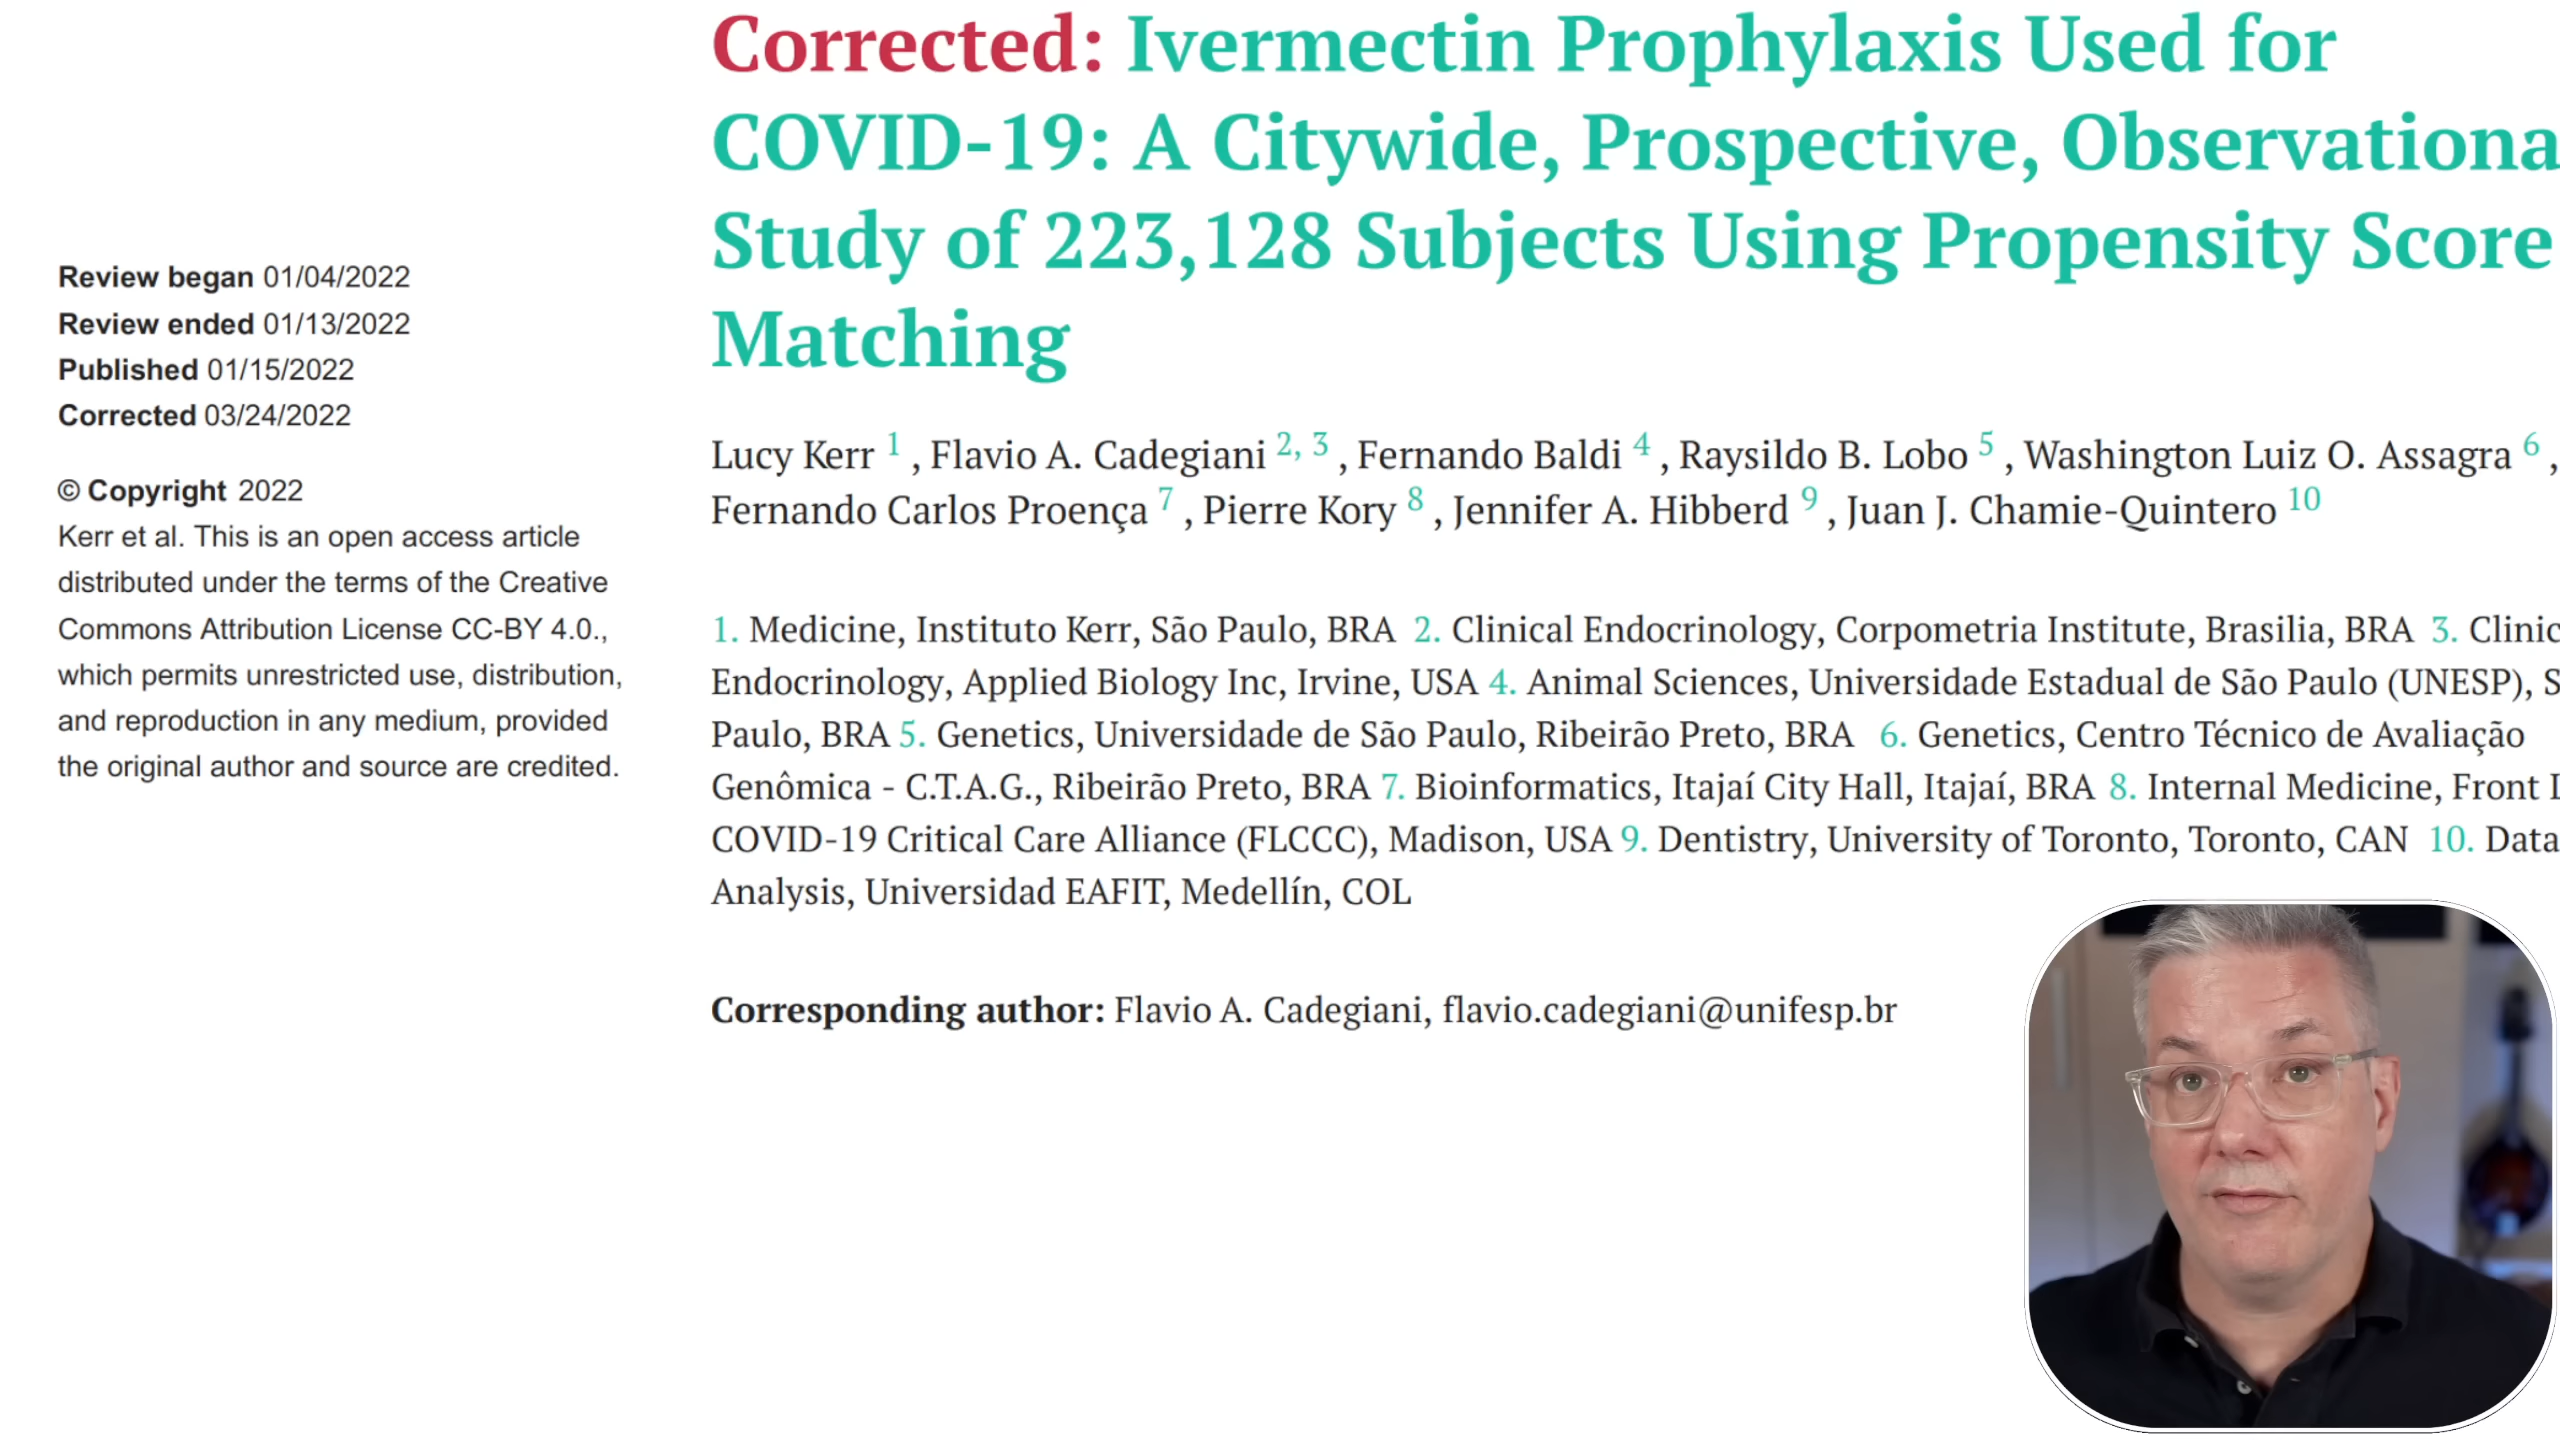 Corrected: Ivermectin Prophylaxis Used for
COVID-19: A Citywide, Prospective, Observationa
Study of 223,128 Subjects Using Propensity Score
Matching
Review began 01/04/2022
Review ended 01/13/2022
Published 01/15/2022
Corrected 03/24/2022
© Copyright 2022
Kerr et al. This is an open access article
distributed under the terms of the Creative
Commons Attribution License CC-BY 4.0.,
which permits unrestricted use, distribution,
and reproduction in any medium, provided
the original author and source are credited.
Lucy Kerr 1 , Flavio A. Cadegiani 2, 3 , Fernando Baldi 4 , Raysildo B. Lobo 5 , Washington Luiz O. Assagra 6 ,
Fernando Carlos Proença 7 , Pierre Kory 8 , Jennifer A. Hibberd 9 , Juan J. Chamie-Quintero 10
1. Medicine, Instituto Kerr, São Paulo, BRA 2. Clinical Endocrinology, Corpometria Institute, Brasilia, BRA 3. Clinic
Endocrinology, Applied Biology Inc, Irvine, USA 4. Animal Sciences, Universidade Estadual de São Paulo (UNESP), S
Paulo, BRA 5. Genetics, Universidade de São Paulo, Ribeirão Preto, BRA 6. Genetics, Centro Técnico de Avaliação
Genômica - C.T.A.G., Ribeirão Preto, BRA 7. Bioinformatics, Itajaí City Hall, Itajaí, BRA 8. Internal Medicine, Front
COVID-19 Critical Care Alliance (FLCCC), Madison, USA 9. Dentistry, University of Toronto, Toronto, CAN 10. Data
Analysis, Universidad EAFIT, Medellín, COL
Corresponding author: Flavio A. Cadegiani, flavio.cadegiani@unifesp.br